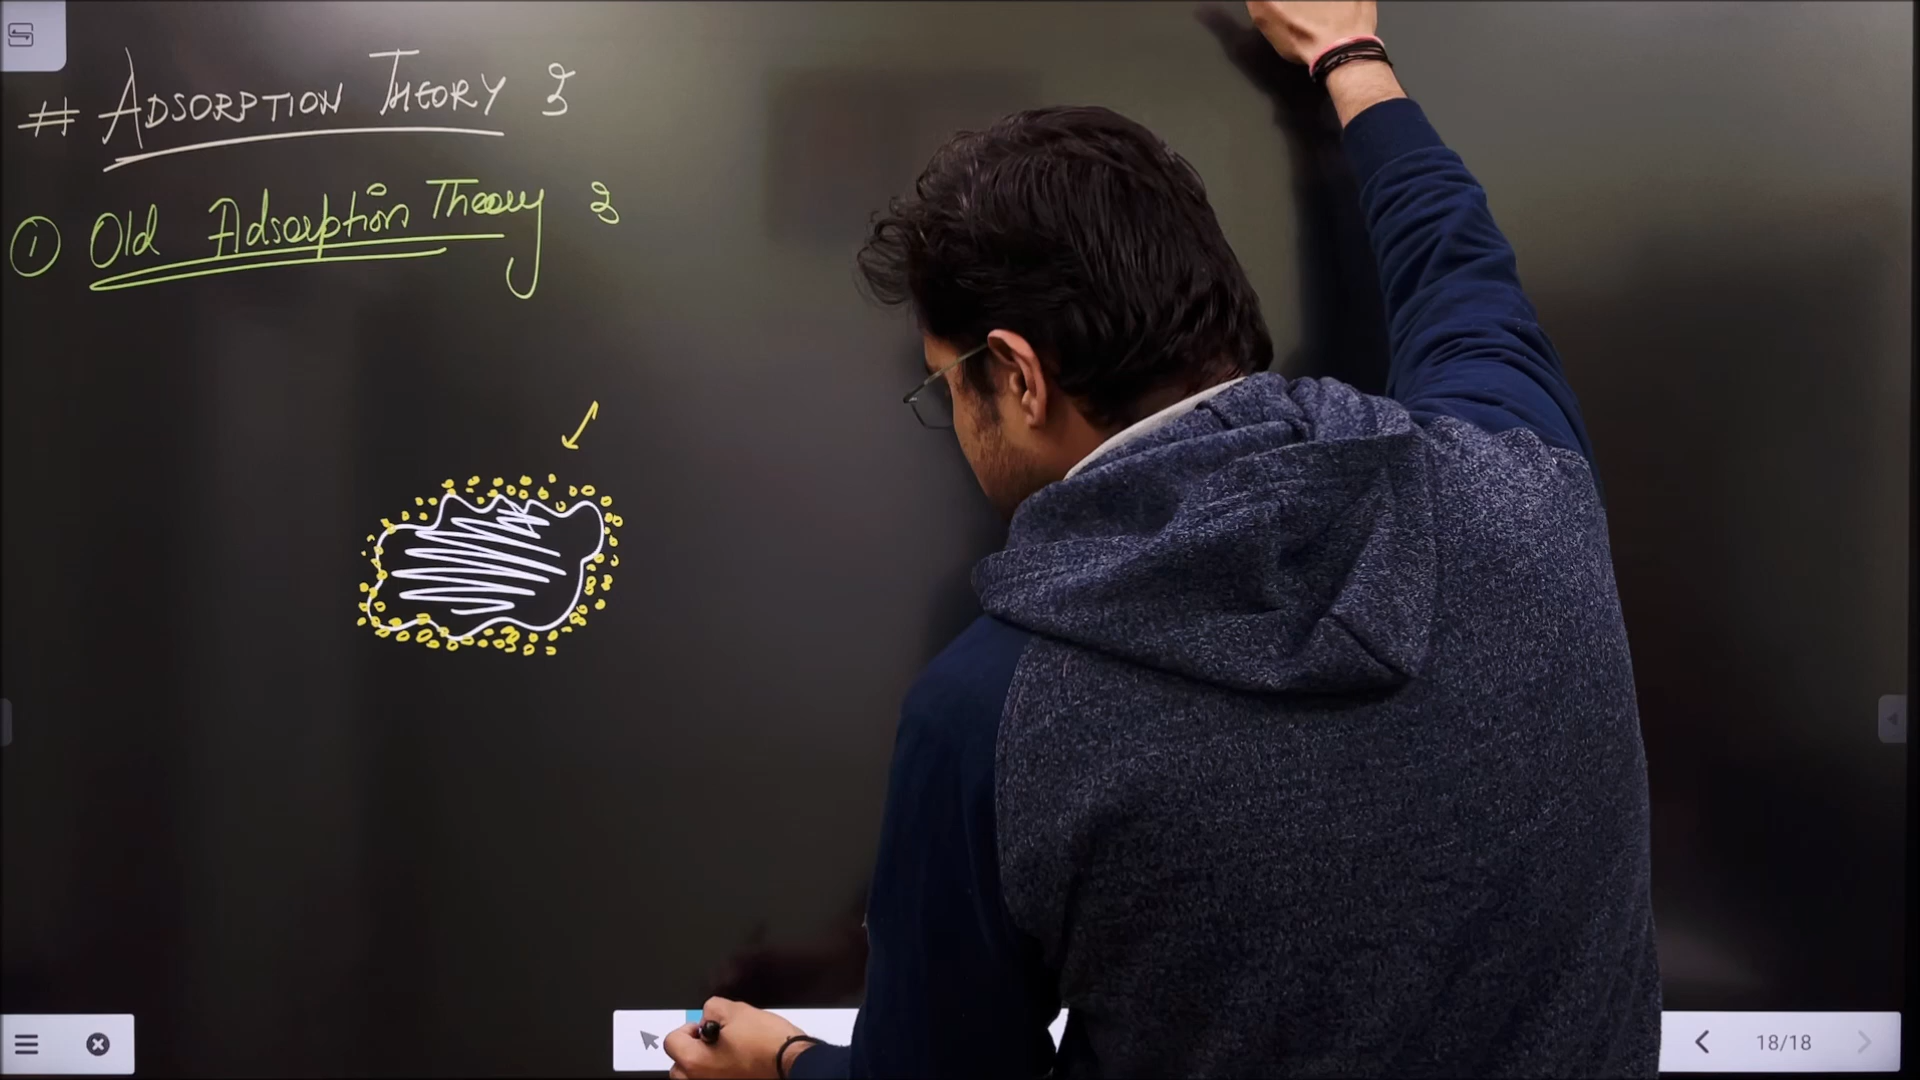 # ADSORPTION THEORY :
① Old Adsorption Theory :
18/18